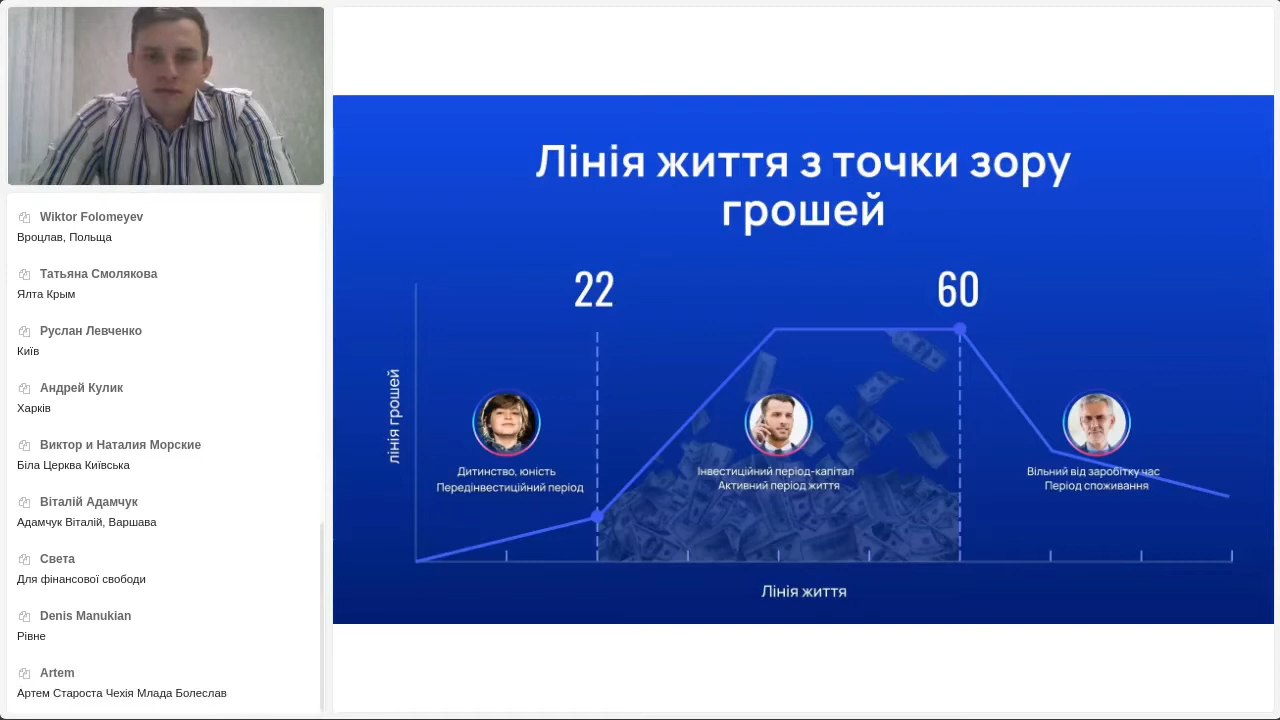 Wiktor Folomeyev
Вроцлав, Польща
Татьяна Смолякова
Ялта Крым
Руслан Левченко
Київ
Андрей Кулик
Харків
Виктор и Наталия Морские
Біла Церква Київська
Віталій Адамчук
Адамчук Віталій, Варшава
Света
Для фінансової свободи
Denis Manukian
Рівне
Artem
Артем Староста Чехія Млада Болеслав
Лінія життя з точки зору
грошей
22
60
лінія грошей
Дитинство, юність
Передінвестиційний період
Інвестиційний період-капітал
Активний період життя
Вільний від заробітку час
Період споживання
Лінія життя